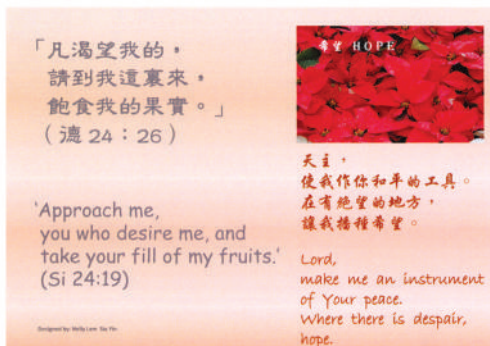 「凡渴望我的，
請到我這裏來，
飽食我的果實。」
（德 24：26）
'Approach me,
you who desire me, and
take your fill of my fruits.'
(Si 24:19)
Designed by: Melly Lam Sie Yin
希望 HOPE
天主，
使我作你和平的工具。
在有絕望的地方，
讓我播種希望。
Lord,
make me an instrument
of Your peace.
Where there is despair,
hope.